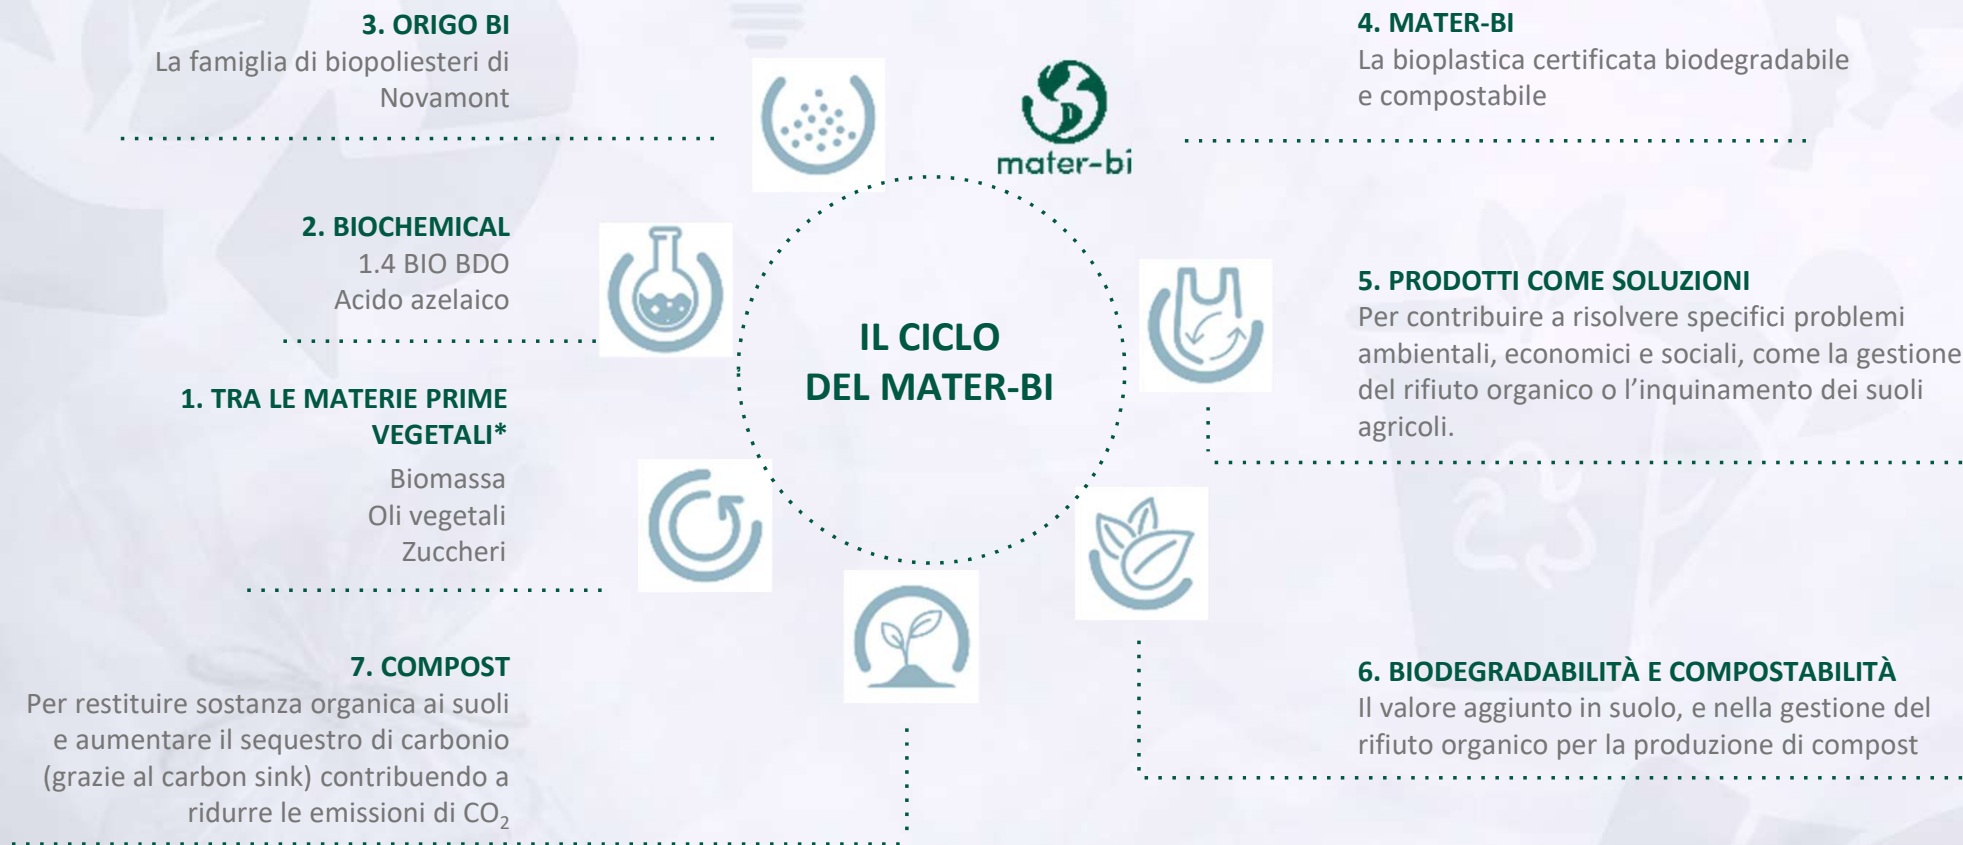 3. ORIGO BI
La famiglia di biopoliesteri di
Novamont
mater-bi
4. MATER-BI
La bioplastica certificata biodegradabile
e compostabile
2. BIOCHEMICAL
1.4 BIO BDO
Acido azelaico
IL CICLO
DEL MATER-BI
5. PRODOTTI COME SOLUZIONI
Per contribuire a risolvere specifici problemi
ambientali, economici e sociali, come la gestione
del rifiuto organico o l’inquinamento dei suoli
agricoli.
1. TRA LE MATERIE PRIME
VEGETALI*
Biomassa
Oli vegetali
Zuccheri
7. COMPOST
Per restituire sostanza organica ai suoli
e aumentare il sequestro di carbonio
(grazie al carbon sink) contribuendo a
ridurre le emissioni di CO₂
6. BIODEGRADABILITÀ E COMPOSTABILITÀ
Il valore aggiunto in suolo, e nella gestione del
rifiuto organico per la produzione di compost